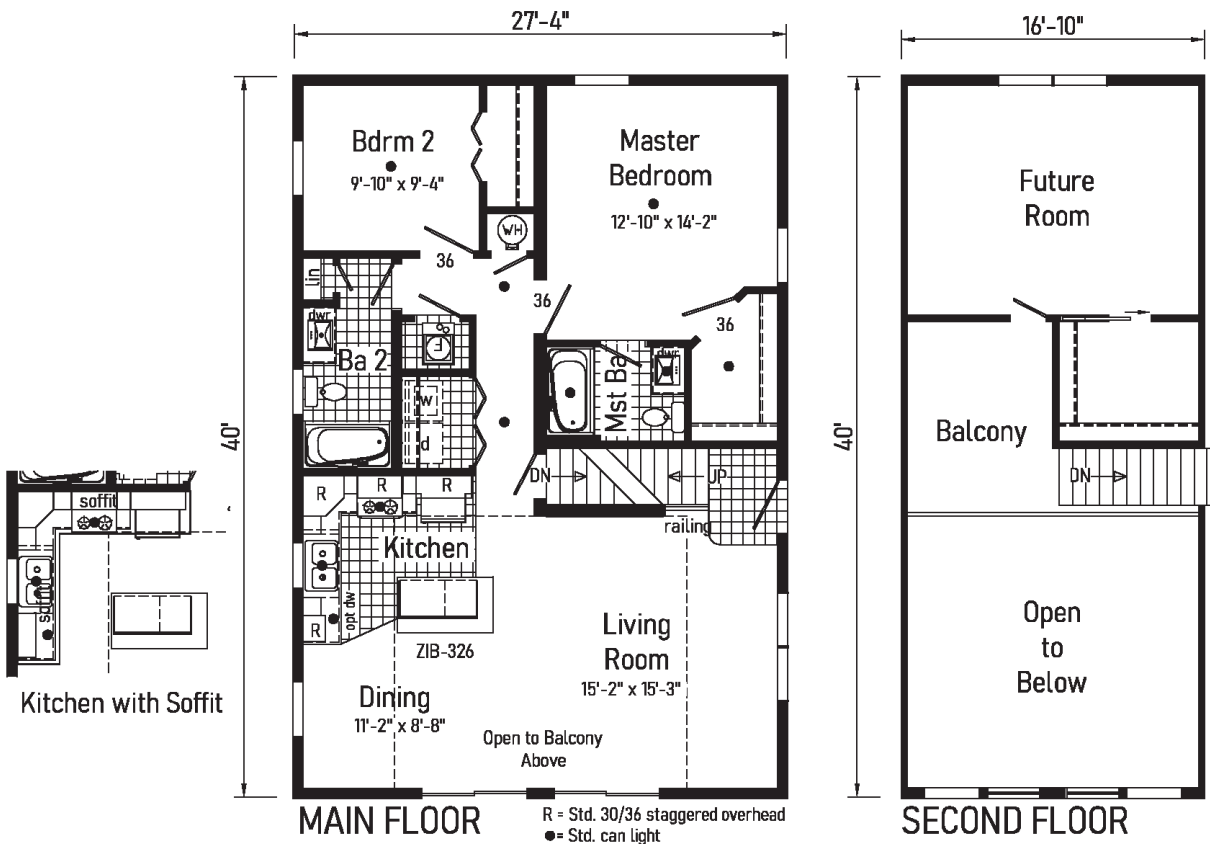 27'-4"
16'-10"
40'
Bdrm 2
9'-10" x 9'-4"
Master
Bedroom
12'-10" x 14'-2"
WH
36
36
36
lin
dwr
Ba 2
F
w
d
Mst Ba
dwr
DN
UP
railing
R
R
R
Kitchen
opt dw
R
ZIB-326
Living
Room
15'-2" x 15'-3"
Dining
11'-2" x 8'-8"
Open to Balcony
Above
MAIN FLOOR
R = Std. 30/36 staggered overhead
= Std. can light
soffit
soffit
Kitchen with Soffit
40'
Future
Room
Balcony
DN
Open
to
Below
SECOND FLOOR